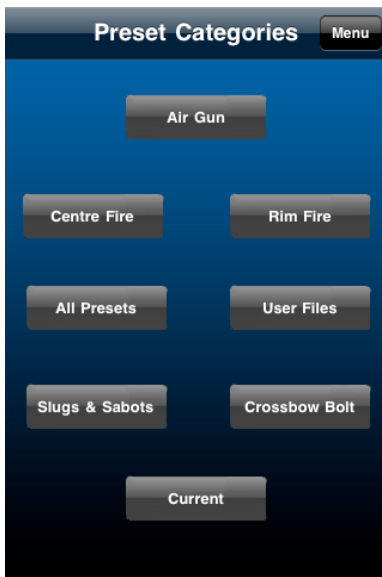 Preset Categories
Menu
Air Gun
Centre Fire
Rim Fire
All Presets
User Files
Slugs & Sabots
Crossbow Bolt
Current